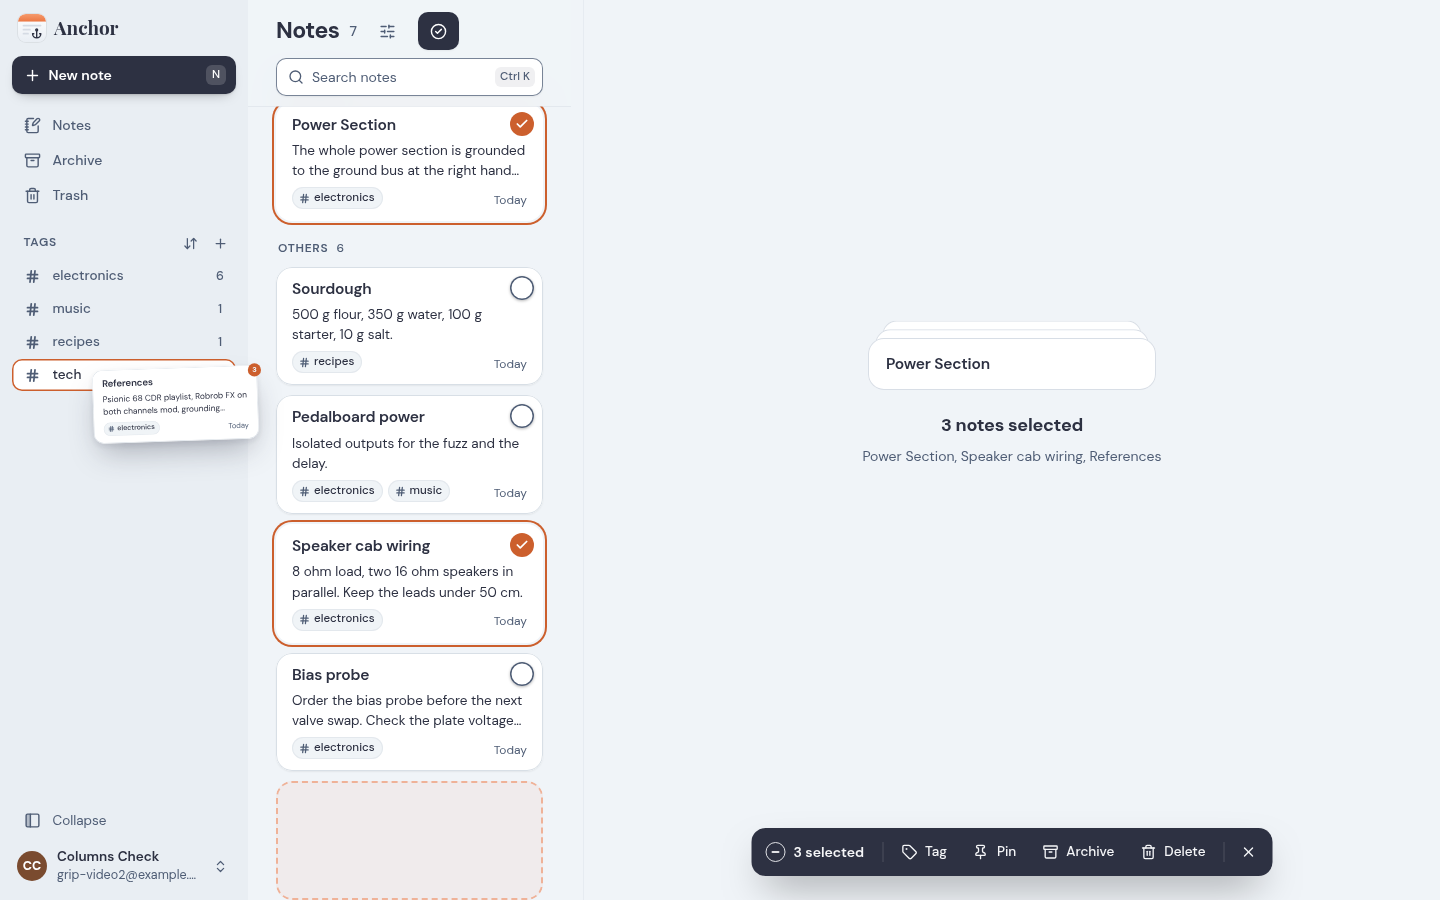 Anchor
New note N
Notes
Archive
Trash
TAGS
electronics 6
music 1
recipes 1
tech
References
3
Psionic 68 CDR playlist, Robrob FX on
both channels mod, grounding...
# electronics Today
Collapse
CC
Columns Check
grip-video2@example....
Notes 7
Search notes Ctrl K
Power Section
The whole power section is grounded
to the ground bus at the right hand...
# electronics Today
OTHERS 6
Sourdough
500 g flour, 350 g water, 100 g
starter, 10 g salt.
# recipes Today
Pedalboard power
Isolated outputs for the fuzz and the
delay.
# electronics # music Today
Speaker cab wiring
8 ohm load, two 16 ohm speakers in
parallel. Keep the leads under 50 cm.
# electronics Today
Bias probe
Order the bias probe before the next
valve swap. Check the plate voltage...
# electronics Today
Power Section
3 notes selected
Power Section, Speaker cab wiring, References
3 selected Tag Pin Archive Delete